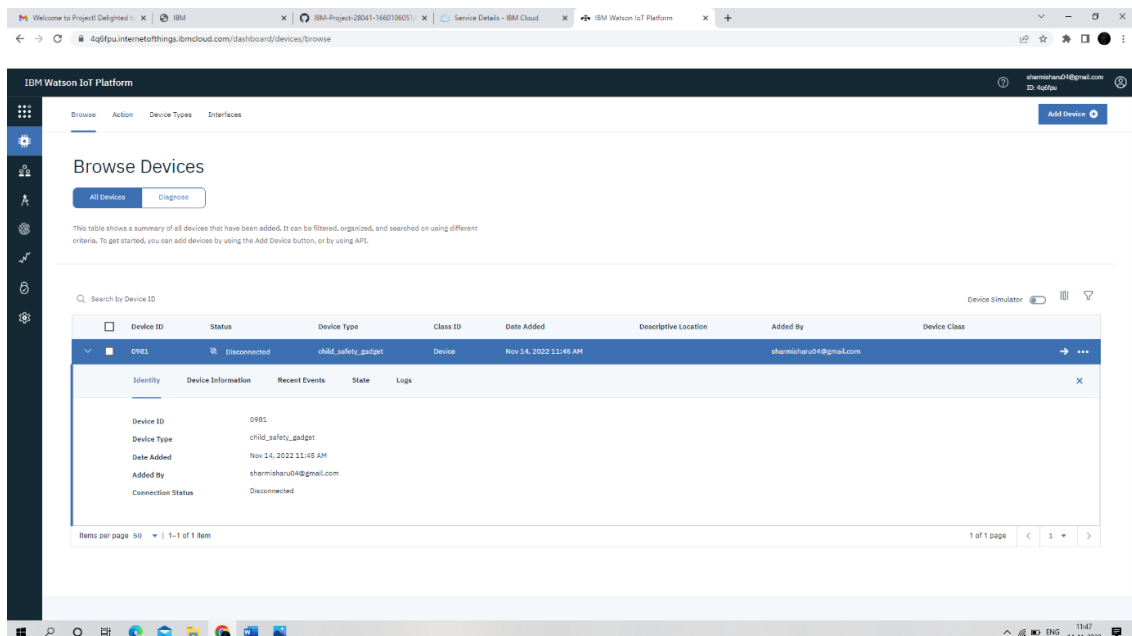 Welcome to Project! Delighted t
IBM
IBM-Project-28041-1660106051/
Service Details - IBM Cloud
IBM Watson IoT Platform
4q6fpu.internetofthings.ibmcloud.com/dashboard/devices/browse
IBM Watson IoT Platform
sharmisharu04@gmail.com
ID: 4q6fpu
Browse Action Device Types Interfaces
Add Device
Browse Devices
All Devices Diagnose
This table shows a summary of all devices that have been added. It can be filtered, organized, and searched on using different
criteria. To get started, you can add devices by using the Add Device button, or by using API.
Search by Device ID
Device Simulator
Device ID Status Device Type Class ID Date Added Descriptive Location Added By Device Class
0981 Disconnected child_safety_gadget Device Nov 14, 2022 11:45 AM sharmisharu04@gmail.com
Identity Device Information Recent Events State Logs
Device ID 0981
Device Type child_safety_gadget
Date Added Nov 14, 2022 11:45 AM
Added By sharmisharu04@gmail.com
Connection Status Disconnected
Items per page 50 | 1–1 of 1 item
1 of 1 page 1
ENG 11:47